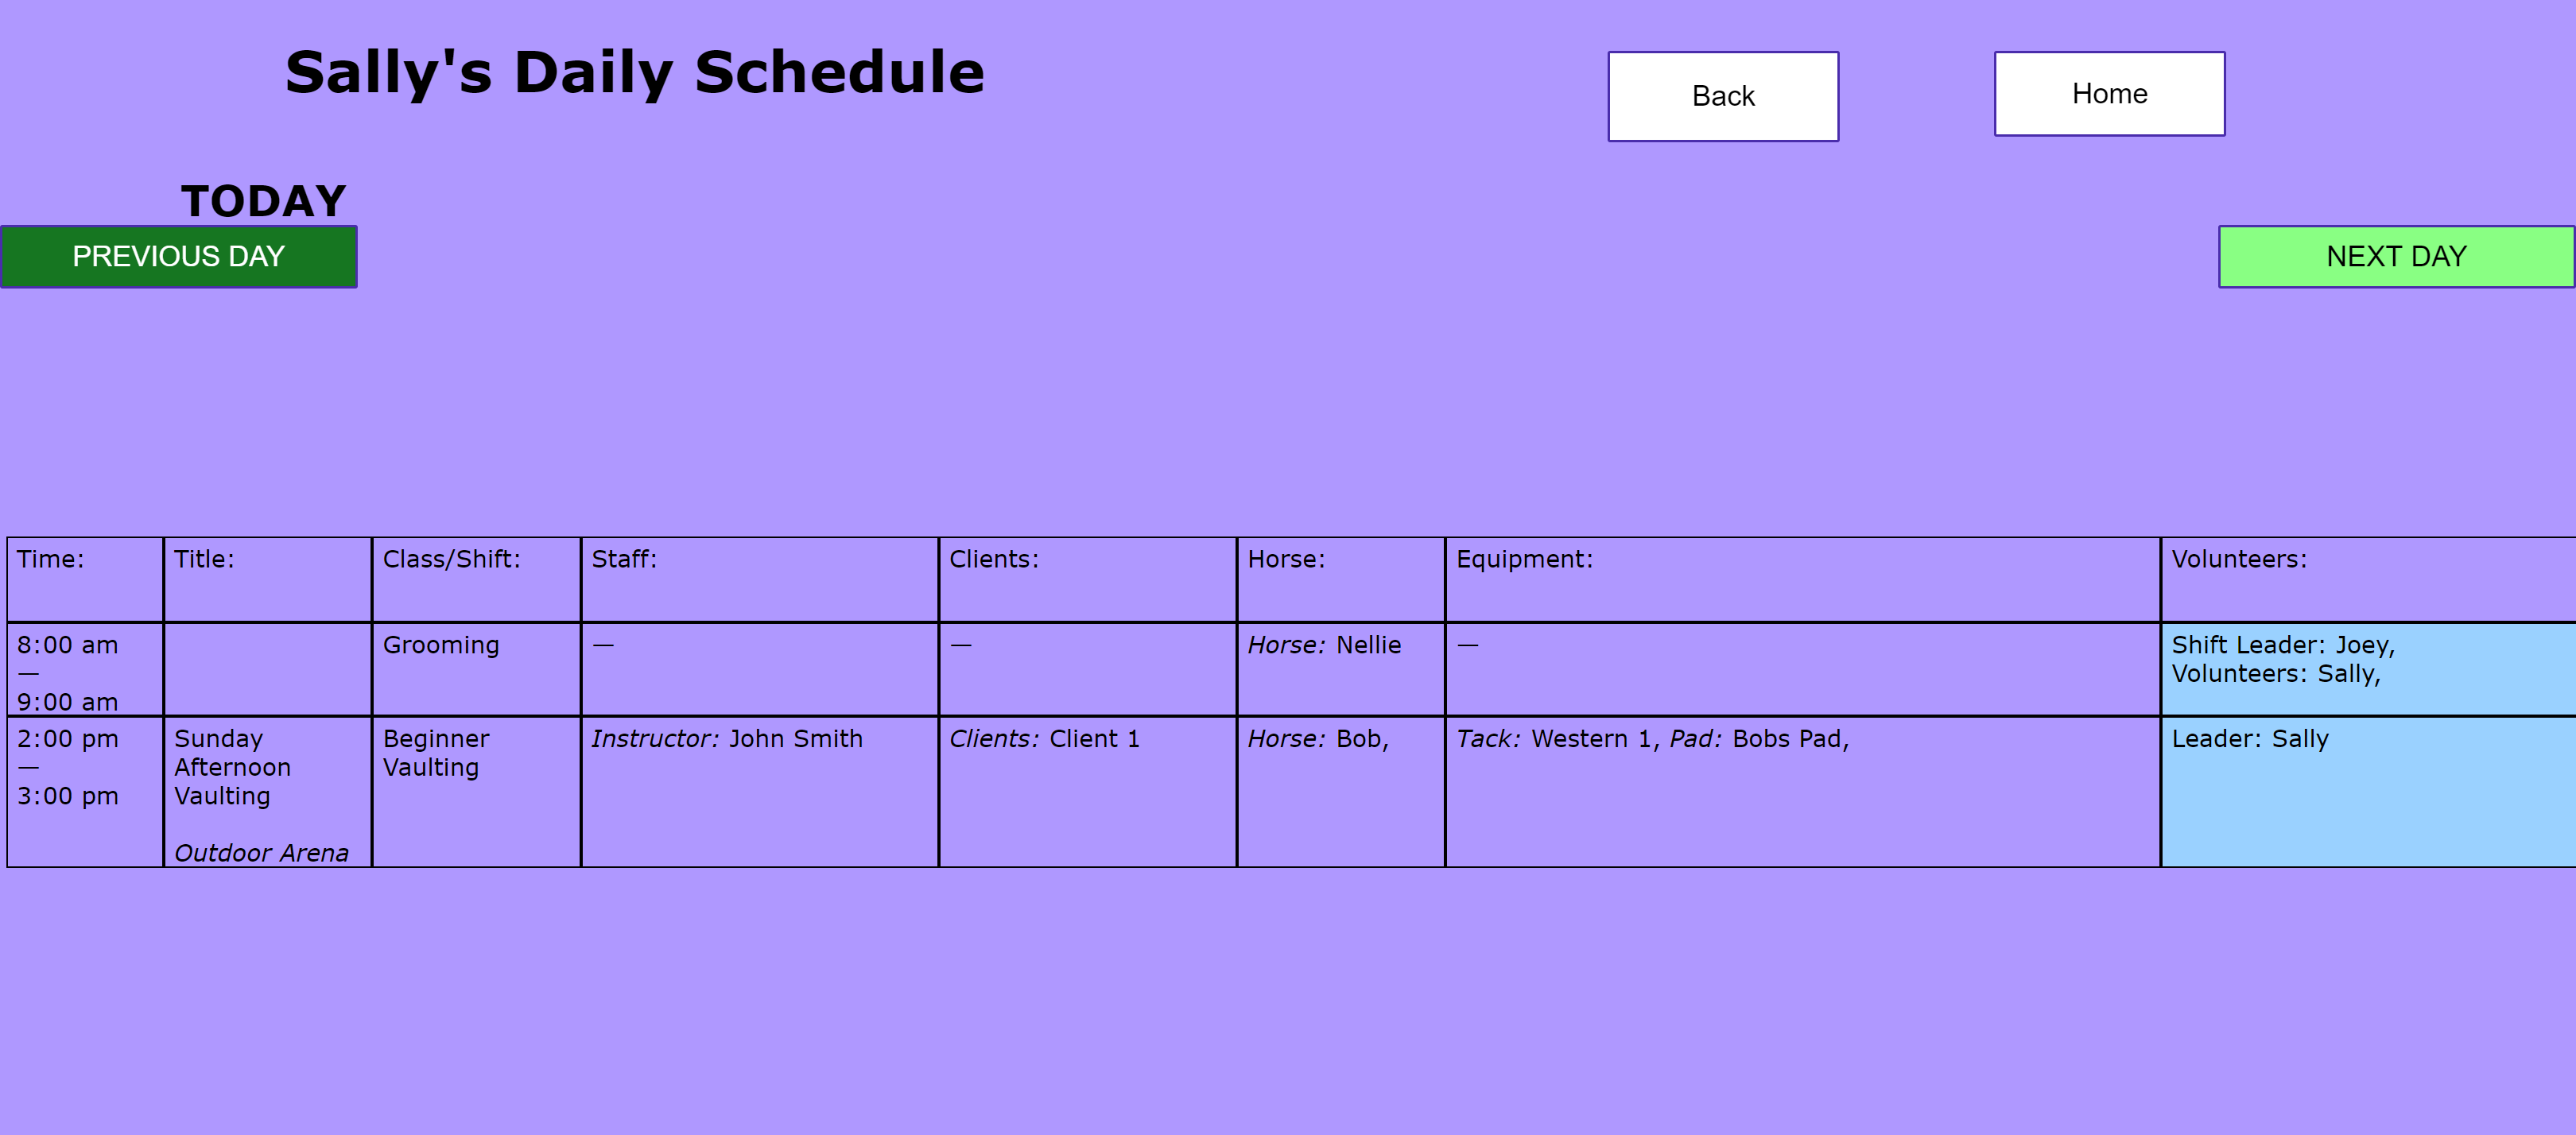 Sally's Daily Schedule
Back
Home
TODAY
PREVIOUS DAY
NEXT DAY
Time:
Title:
Class/Shift:
Staff:
Clients:
Horse:
Equipment:
Volunteers:
8:00 am
—
9:00 am
Grooming
—
—
Horse: Nellie
—
Shift Leader: Joey,
Volunteers: Sally,
2:00 pm
—
3:00 pm
Sunday
Afternoon
Vaulting
Outdoor Arena
Beginner
Vaulting
Instructor: John Smith
Clients: Client 1
Horse: Bob,
Tack: Western 1, Pad: Bobs Pad,
Leader: Sally